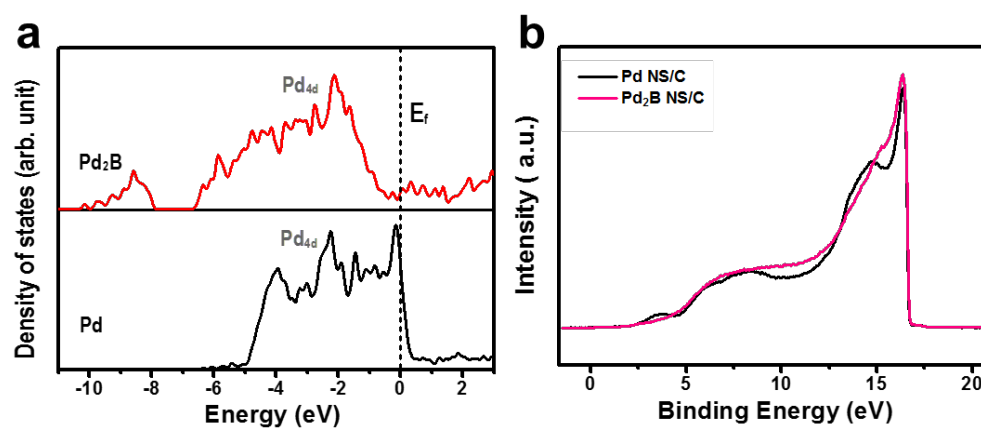 a
Density of states (arb. unit)
Pd₂B
Pd₄d
E_f
Pd
Pd₄d
-10 -8 -6 -4 -2 0 2
Energy (eV)
b
Intensity ( a.u.)
Pd NS/C
Pd₂B NS/C
0 5 10 15 20
Binding Energy (eV)